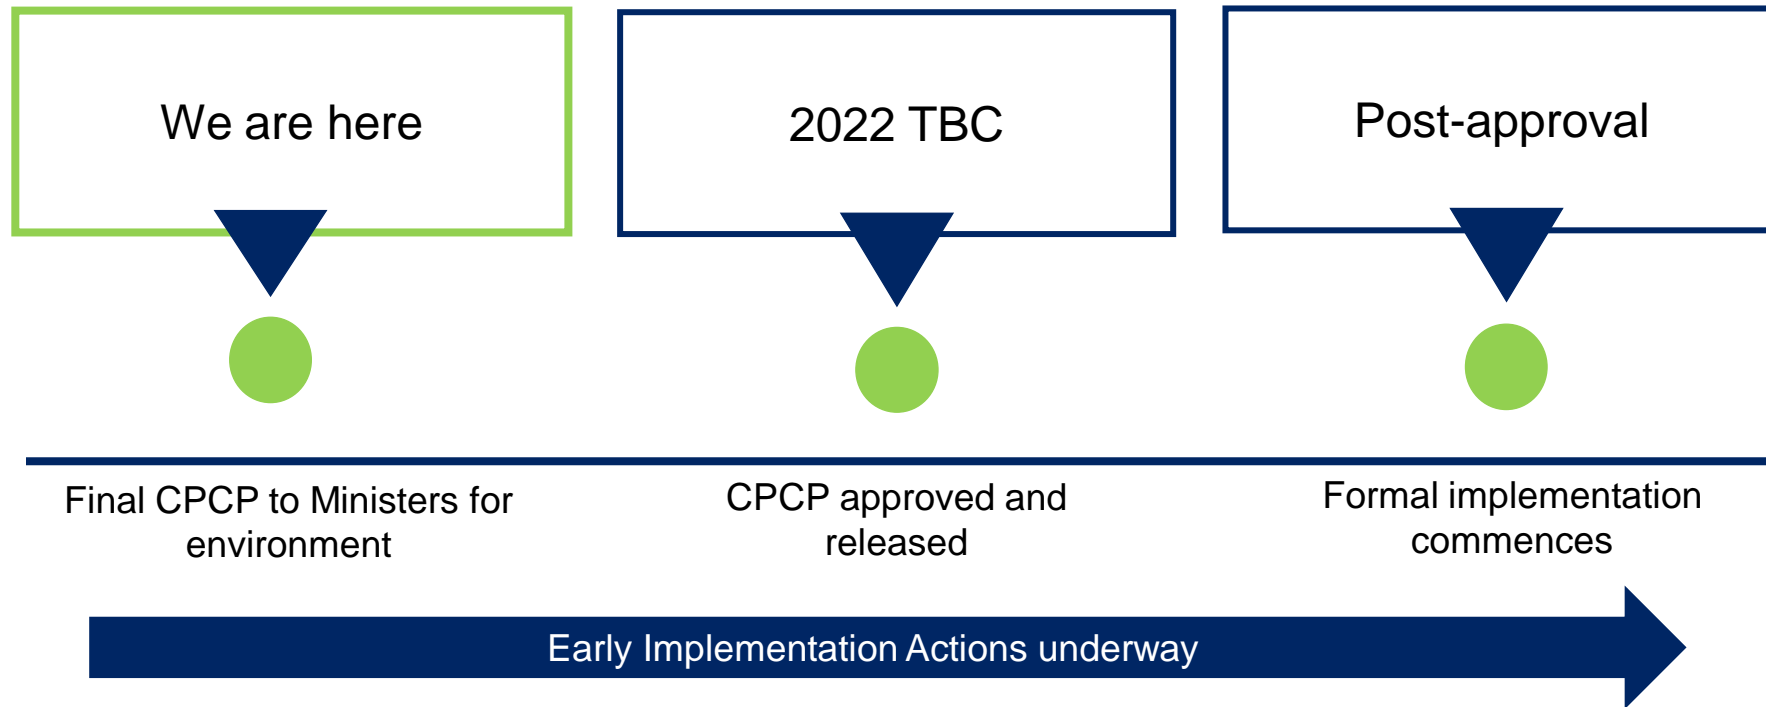 We are here
2022 TBC
Post-approval
Final CPCP to Ministers for
environment
CPCP approved and
released
Formal implementation
commences
Early Implementation Actions underway